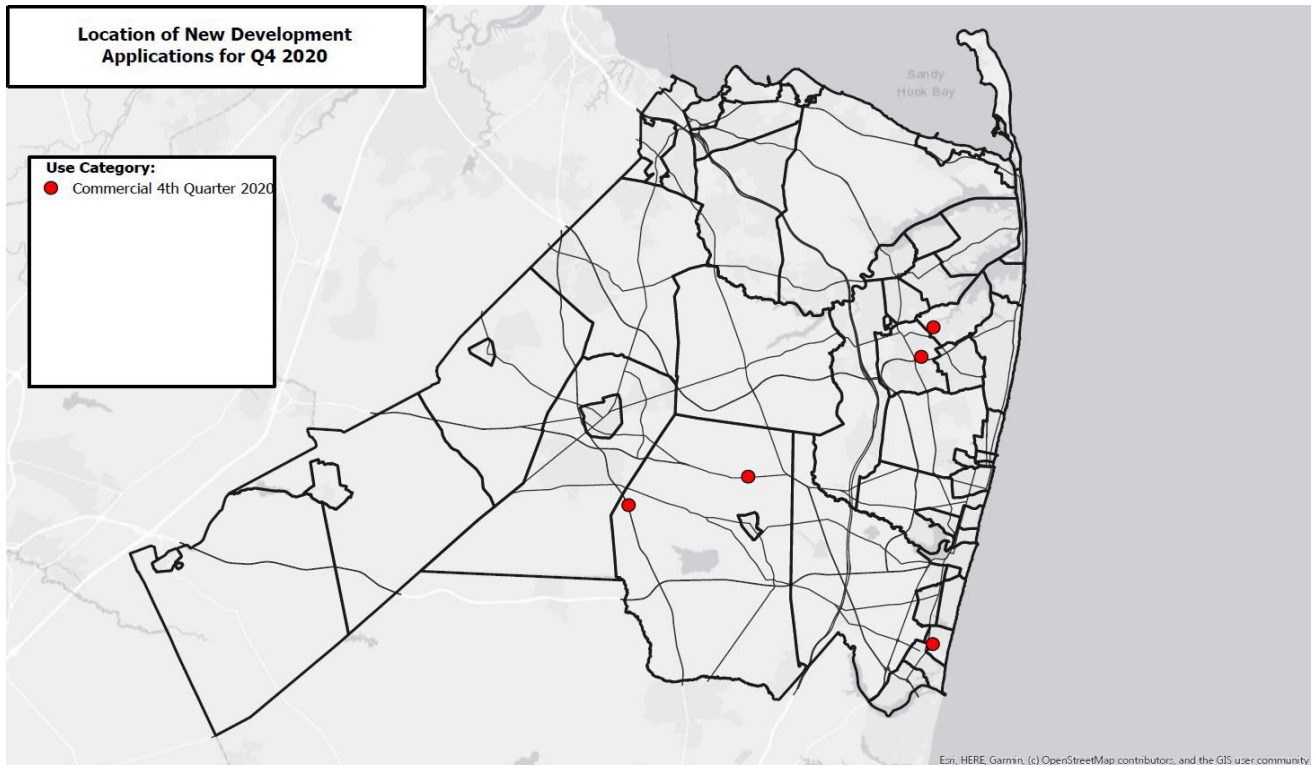 Location of New Development
Applications for Q4 2020
Sandy
Hook Bay
Use Category:
Commercial 4th Quarter 2020
Esri, HERE, Garmin, (c) OpenStreetMap contributors, and the GIS user community